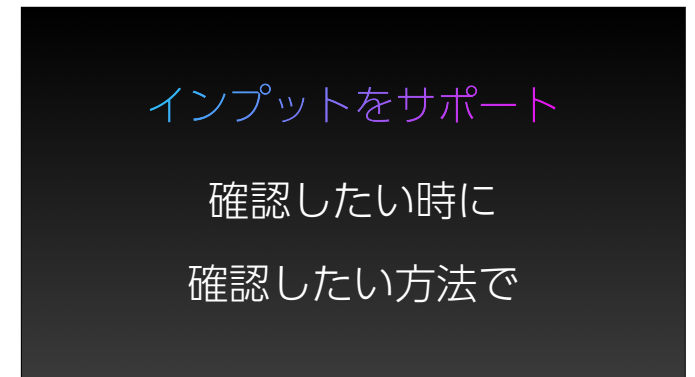 インプットをサポート
確認したい時に
確認したい方法で